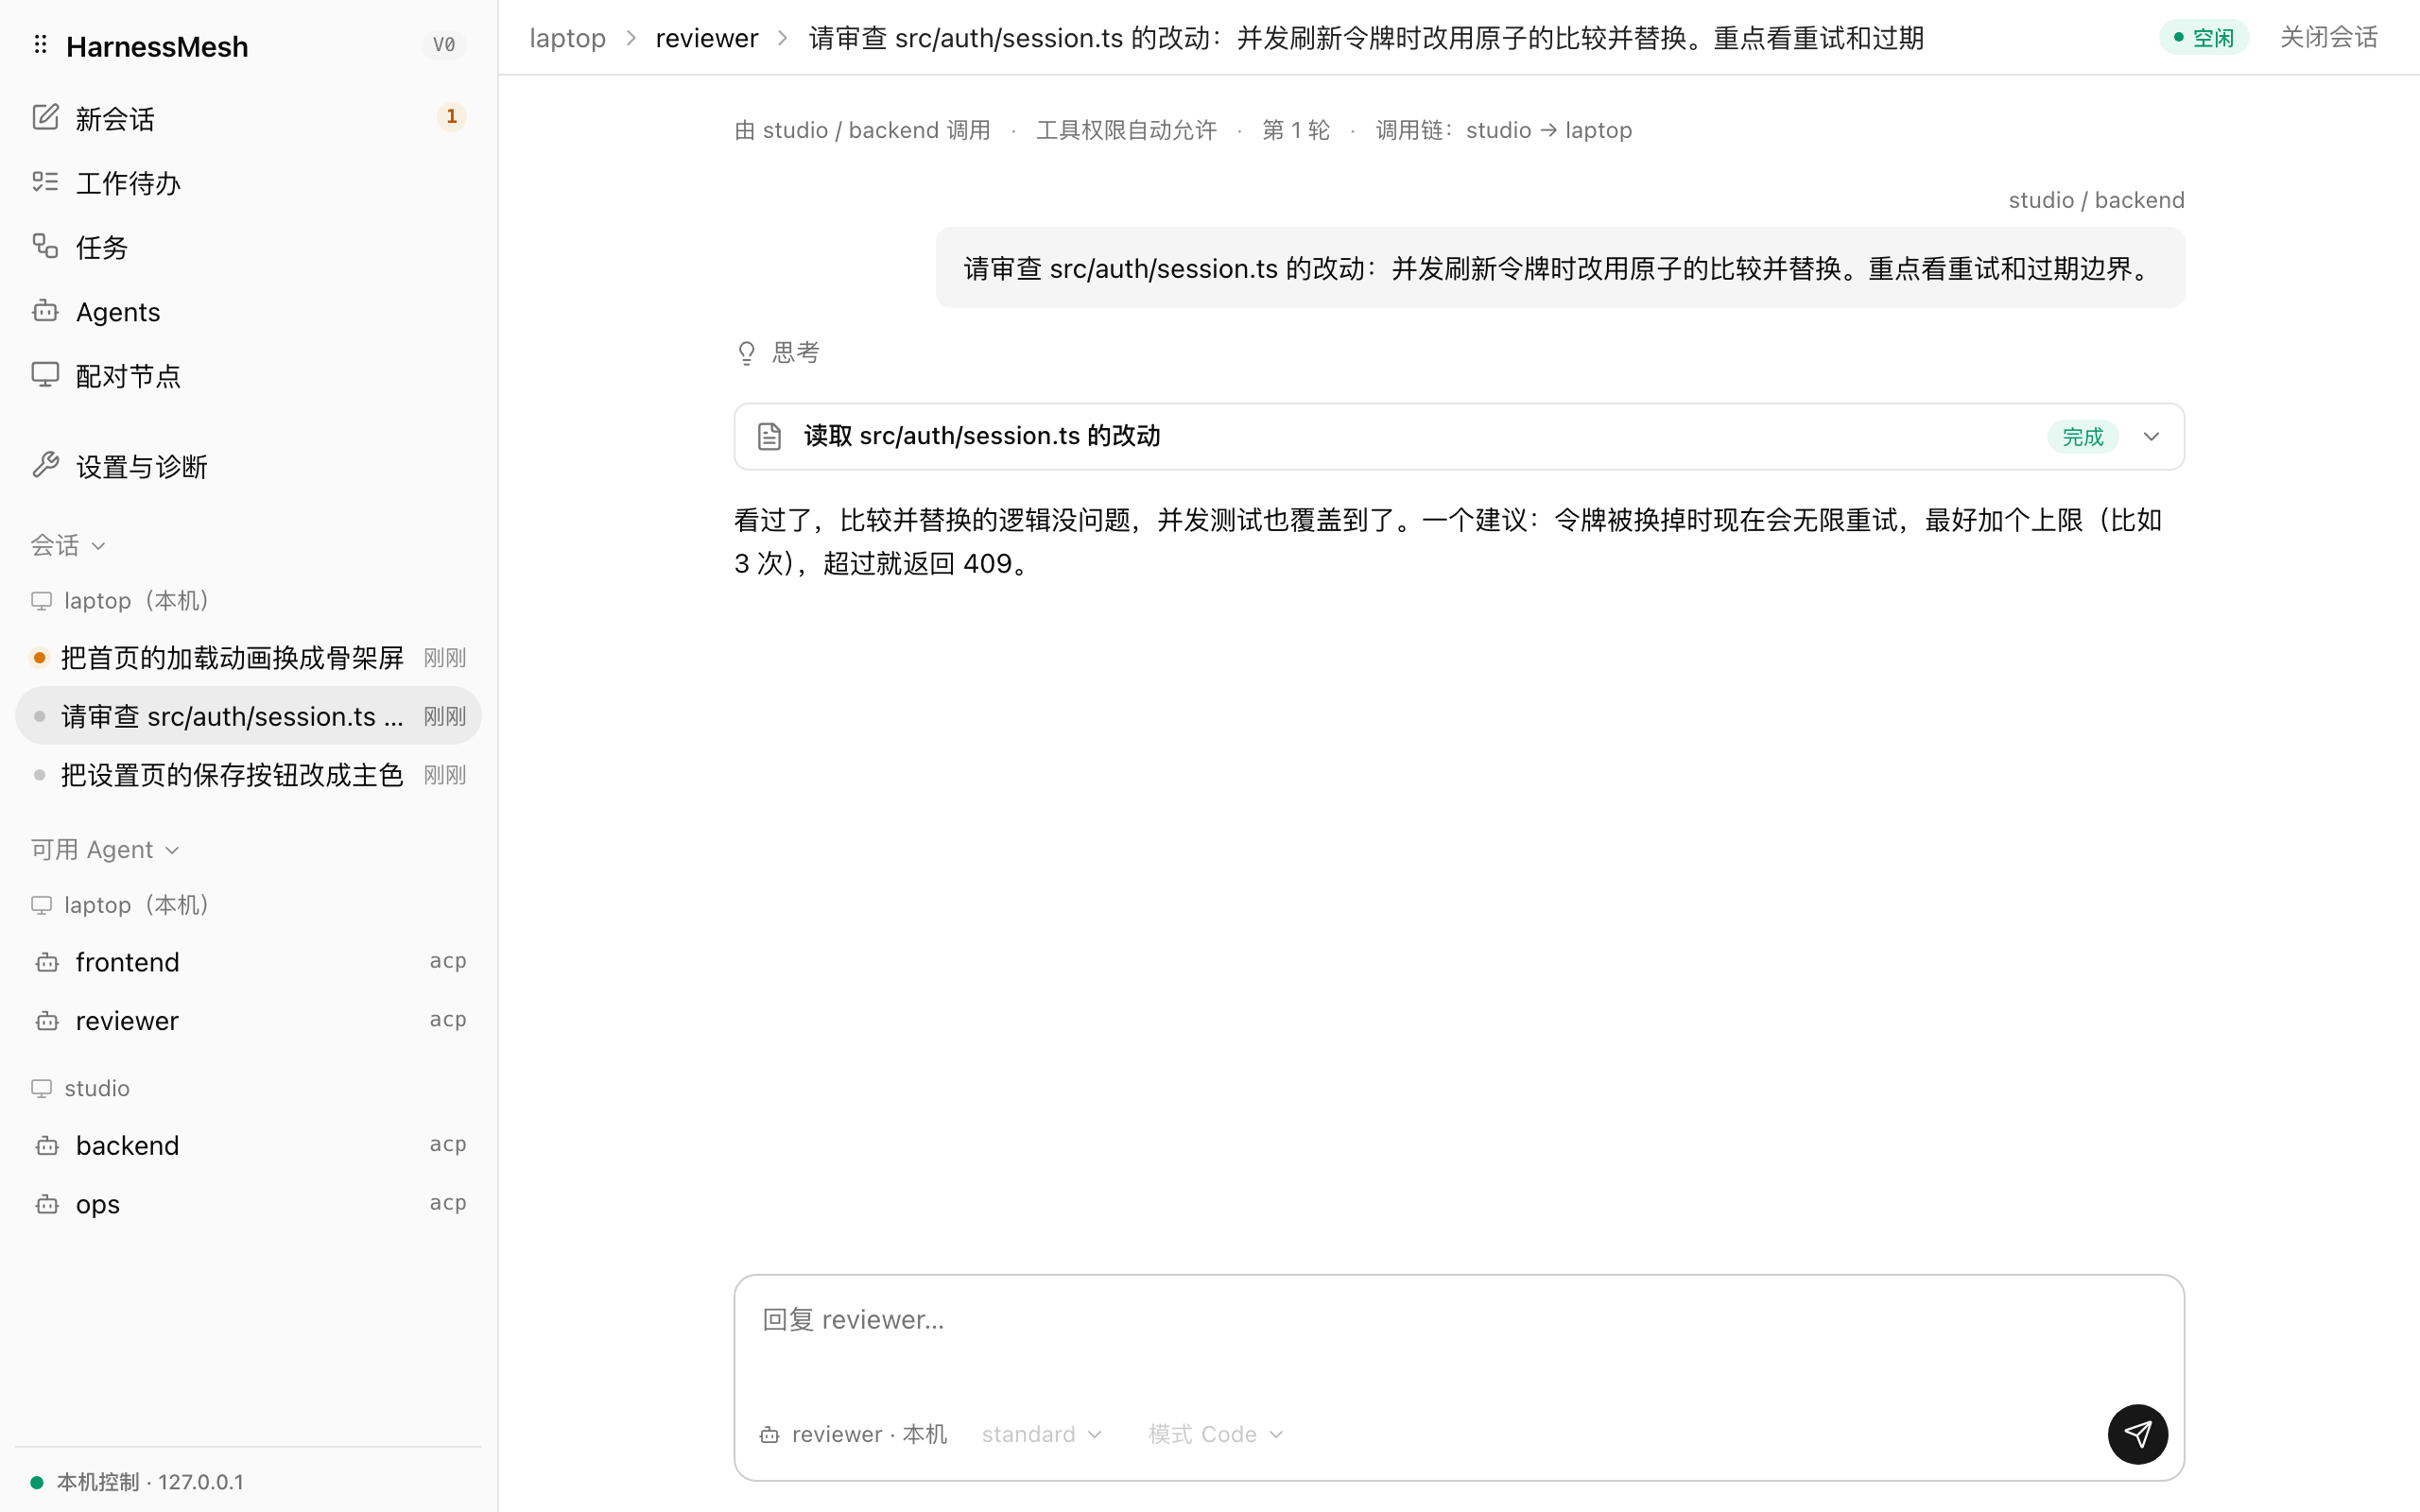 HarnessMesh V0
新会话 1
工作待办
任务
Agents
配对节点
设置与诊断
会话
laptop（本机）
把首页的加载动画换成骨架屏 刚刚
请审查 src/auth/session.ts ... 刚刚
把设置页的保存按钮改成主色 刚刚
可用 Agent
laptop（本机）
frontend acp
reviewer acp
studio
backend acp
ops acp
本机控制 · 127.0.0.1
laptop > reviewer > 请审查 src/auth/session.ts 的改动：并发刷新令牌时改用原子的比较并替换。重点看重试和过期 空闲 关闭会话
由 studio / backend 调用 · 工具权限自动允许 · 第 1 轮 · 调用链：studio → laptop
studio / backend
请审查 src/auth/session.ts 的改动：并发刷新令牌时改用原子的比较并替换。重点看重试和过期边界。
思考
读取 src/auth/session.ts 的改动 完成
看过了，比较并替换的逻辑没问题，并发测试也覆盖到了。一个建议：令牌被换掉时现在会无限重试，最好加个上限（比如
3 次），超过就返回 409。
回复 reviewer...
reviewer · 本机 standard 模式 Code